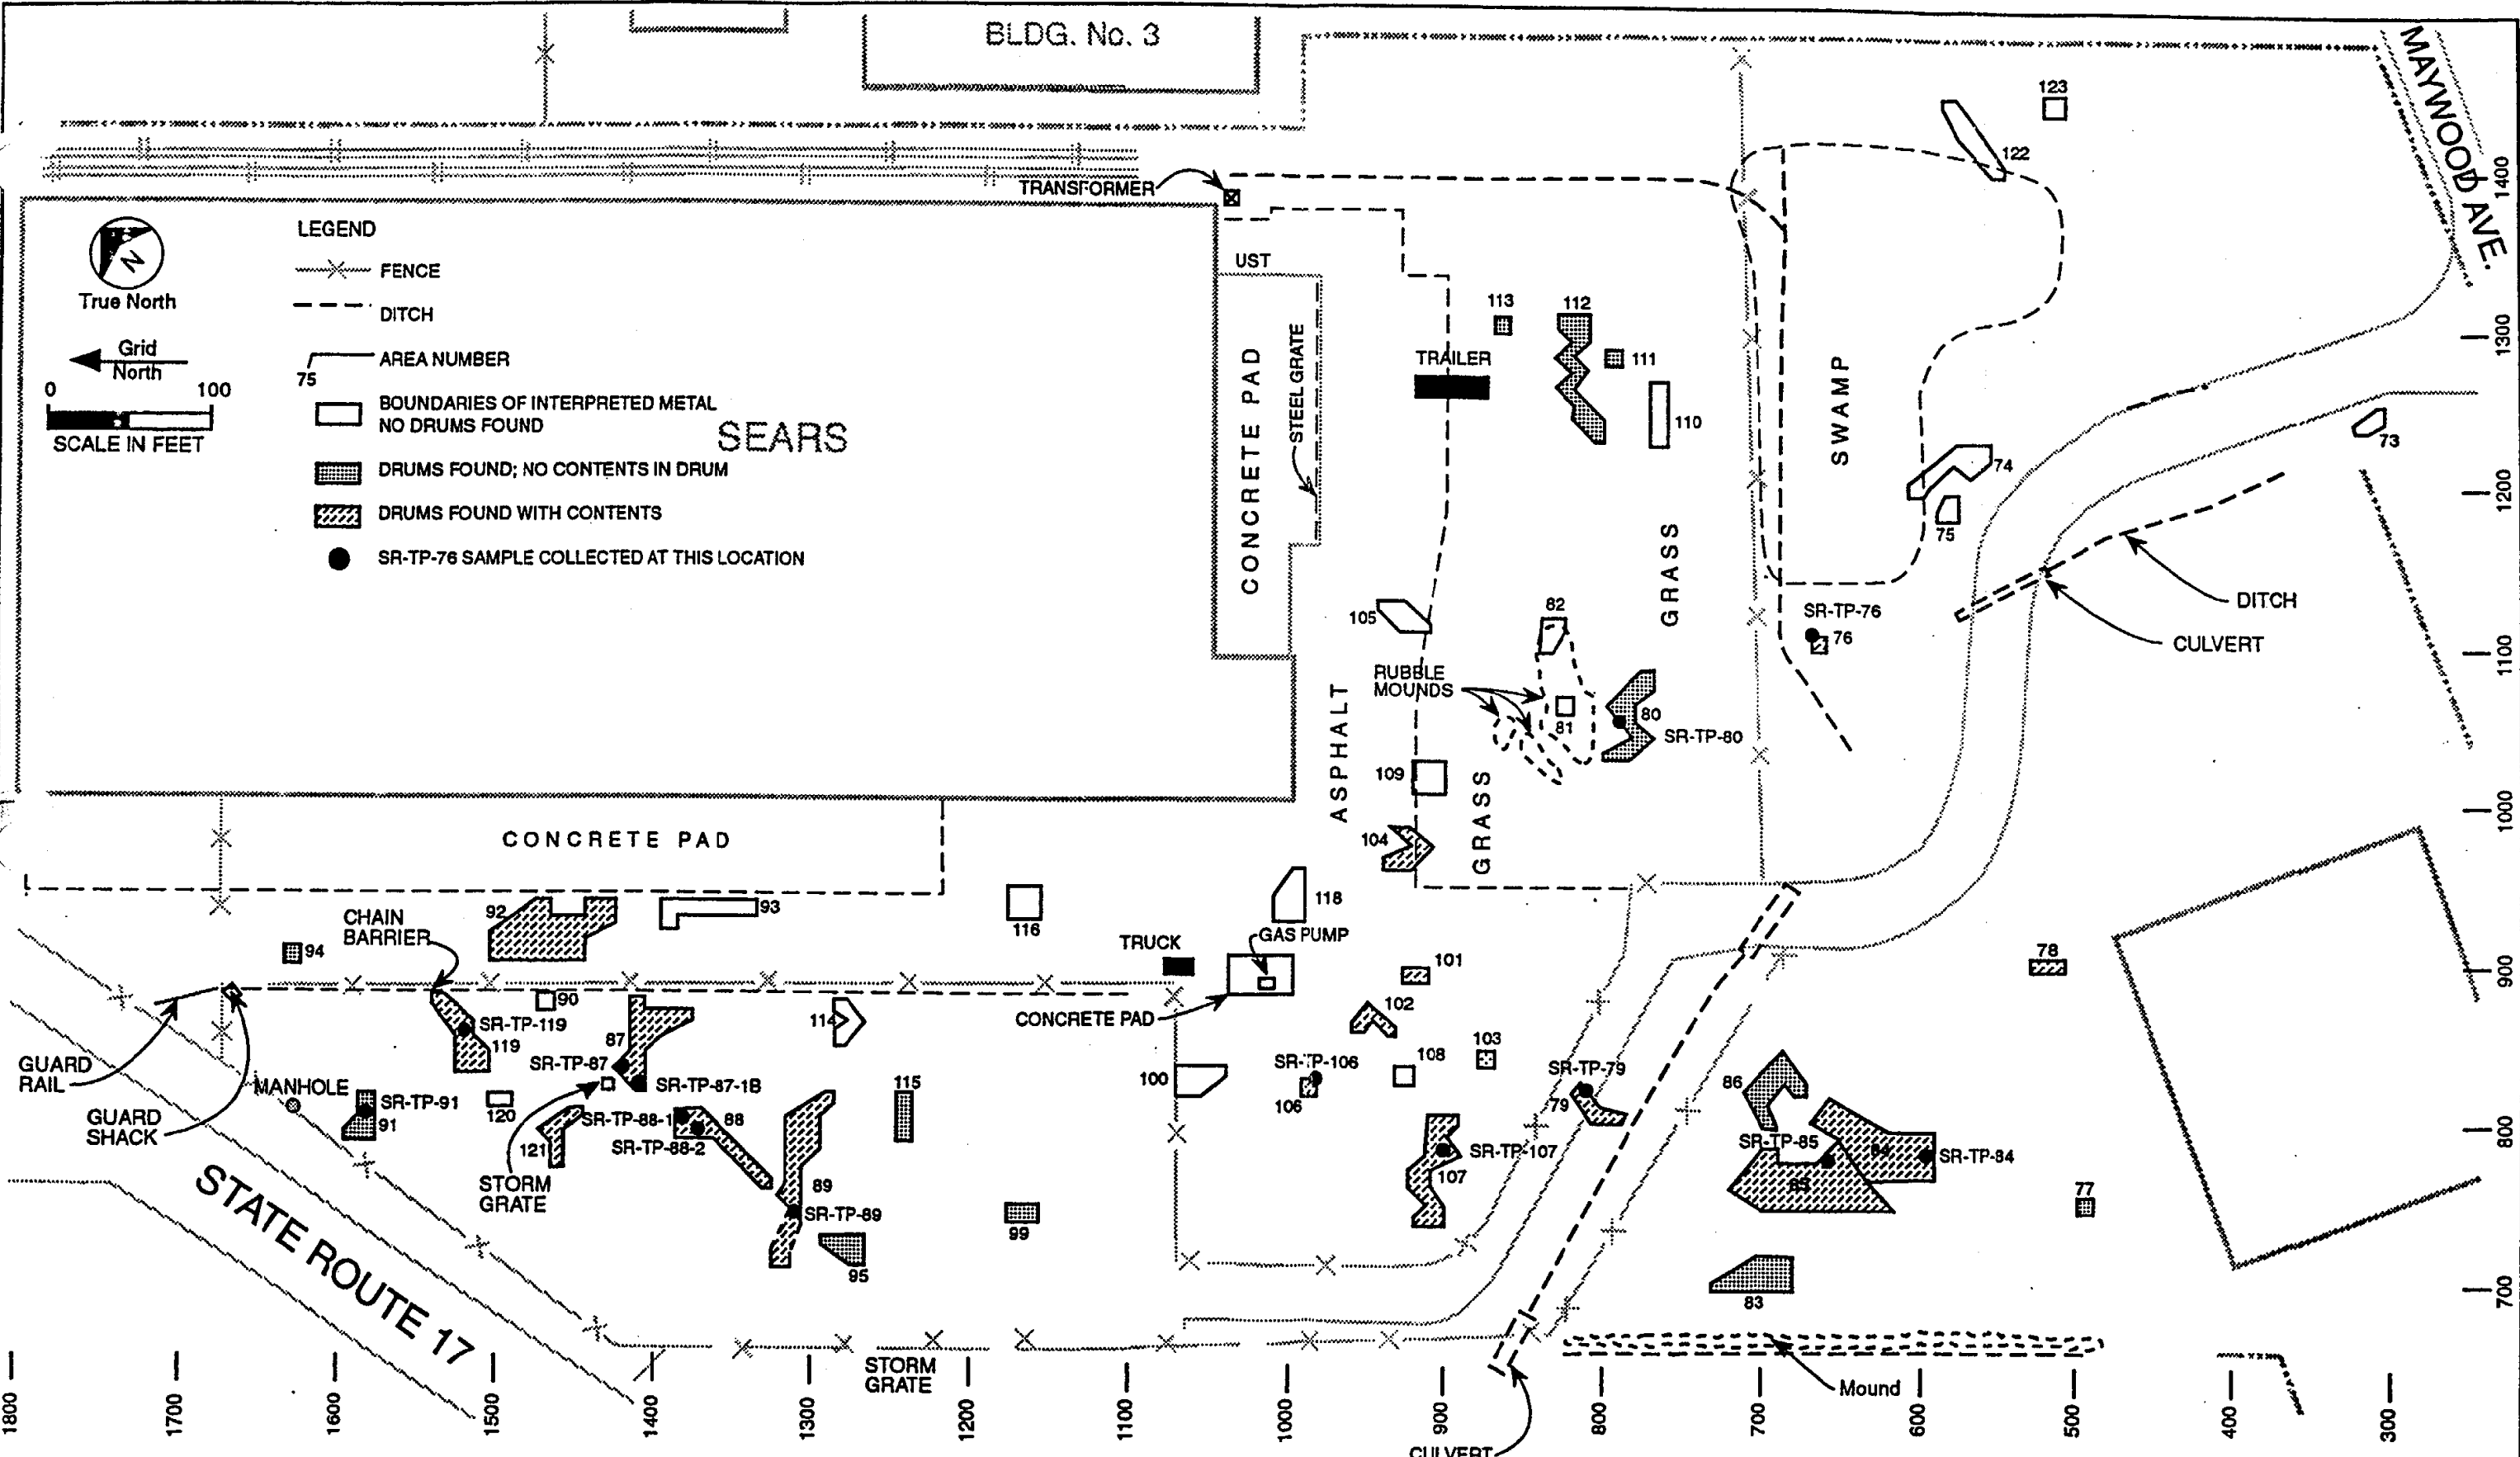 BLDG. No. 3
MAYWOOD AVE.
123
122
TRANSFORMER
1400
LEGEND
FENCE
DITCH
AREA NUMBER
75
BOUNDARIES OF INTERPRETED METAL
NO DRUMS FOUND
DRUMS FOUND; NO CONTENTS IN DRUM
DRUMS FOUND WITH CONTENTS
SR-TP-76 SAMPLE COLLECTED AT THIS LOCATION
N
True North
Grid
North
0 100
SCALE IN FEET
SEARS
UST
CONCRETE PAD
STEEL GRATE
113
112
111
TRAILER
110
1300
SWAMP
73
74
75
1200
GRASS
105
82
SR-TP-76
76
DITCH
CULVERT
1100
RUBBLE
MOUNDS
81
80
SR-TP-80
ASPHALT
109
GRASS
104
1000
CONCRETE PAD
92
93
CHAIN
BARRIER
94
116
118
GAS PUMP
TRUCK
101
78
900
90
SR-TP-119
119
87
SR-TP-87
SR-TP-87-1B
114
CONCRETE PAD
102
103
108
100
SR-TP-106
106
SR-TP-79
79
86
GUARD
RAIL
GUARD
SHACK
MANHOLE
SR-TP-91
91
120
121
SR-TP-88-1
SR-TP-88-2
88
115
STORM
GRATE
89
SR-TP-89
95
99
SR-TP-107
107
SR-TP-85
85
84
SR-TP-84
800
77
83
700
STATE ROUTE 17
STORM
GRATE
Mound
CULVERT
1800
1700
1600
1500
1400
1300
1200
1100
1000
900
800
700
600
500
400
300